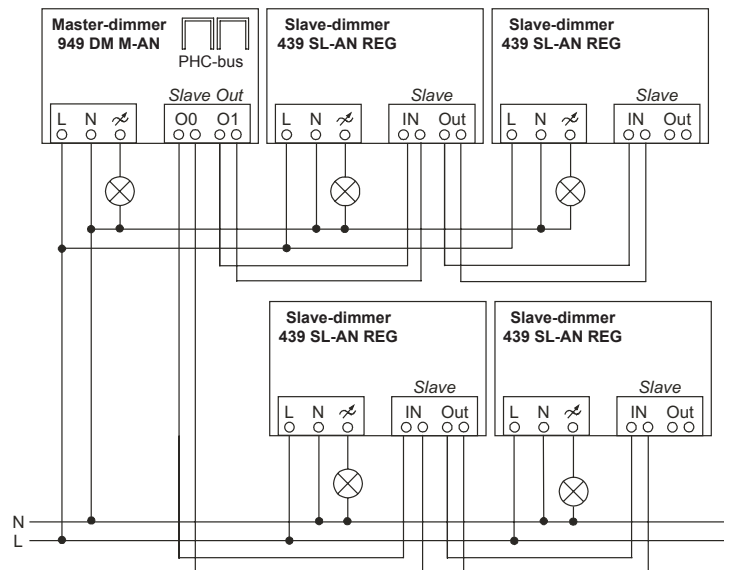 Master-dimmer
949 DM M-AN
PHC-bus
Slave Out
L N O0 O1
Slave-dimmer
439 SL-AN REG
Slave
L N IN Out
Slave-dimmer
439 SL-AN REG
Slave
L N IN Out
Slave-dimmer
439 SL-AN REG
Slave
L N IN Out
Slave-dimmer
439 SL-AN REG
Slave
L N IN Out
N
L